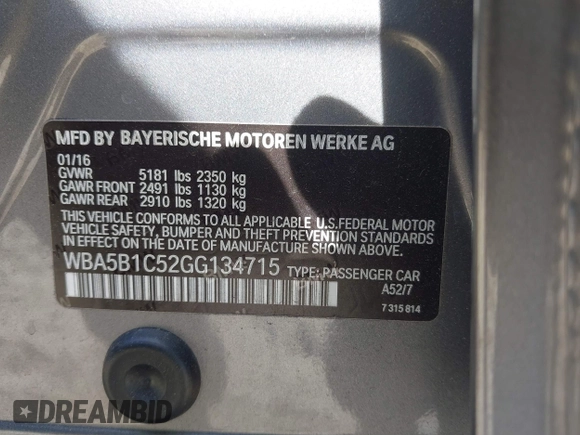 MFD BY BAYERISCHE MOTOREN WERKE AG
01/16
GVWR 5181 lbs 2350 kg
GAWR FRONT 2491 lbs 1130 kg
GAWR REAR 2910 lbs 1320 kg
THIS VEHICLE CONFORMS TO ALL APPLICABLE U.S.FEDERAL MOTOR
VEHICLE SAFETY, BUMPER AND THEFT PREVENTION STANDARDS
IN EFFECT ON THE DATE OF MANUFACTURE SHOWN ABOVE.
WBA5B1C52GG134715 TYPE: PASSENGER CAR
A52/7
7 315 814
DREAMBID